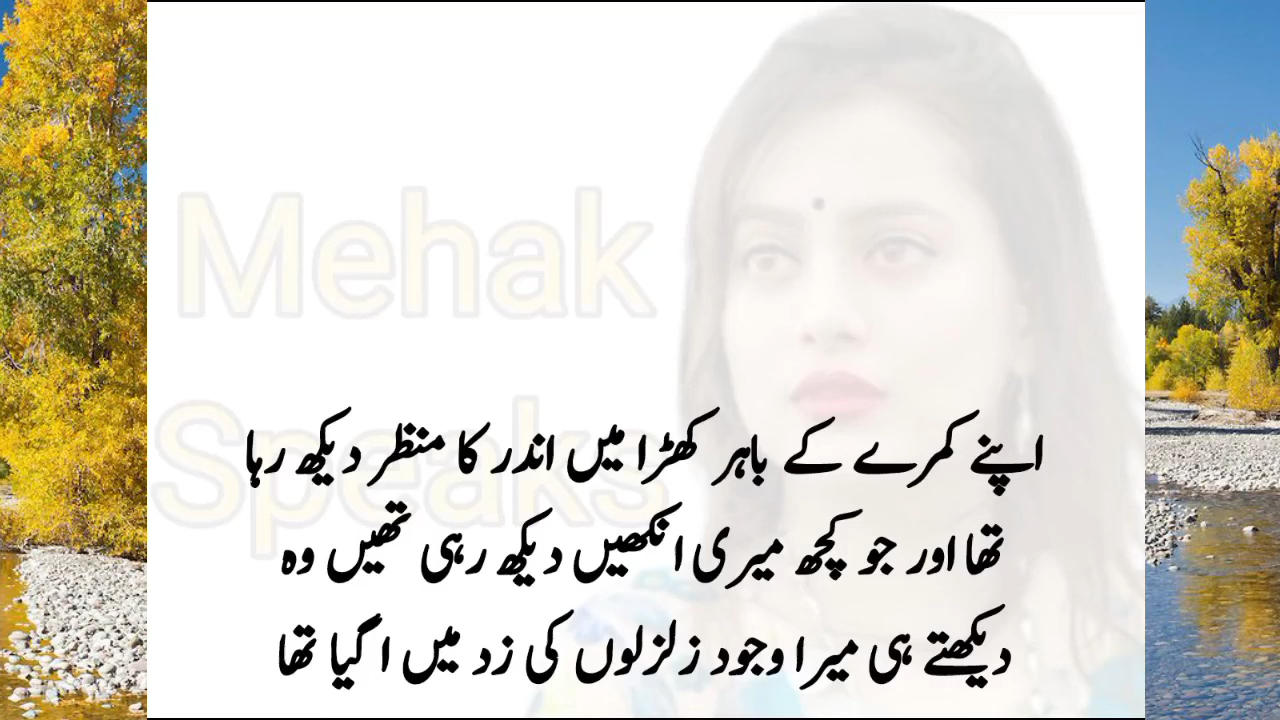 Mehak
Speaks
اپنے کمرے کے باہر کھڑا میں اندر کا منظر دیکھ رہا
تھا اور جو کچھ میری انکھیں دیکھ رہی تھیں وہ
دیکھتے ہی میرا وجود زلزلوں کی زد میں اگیا تھا